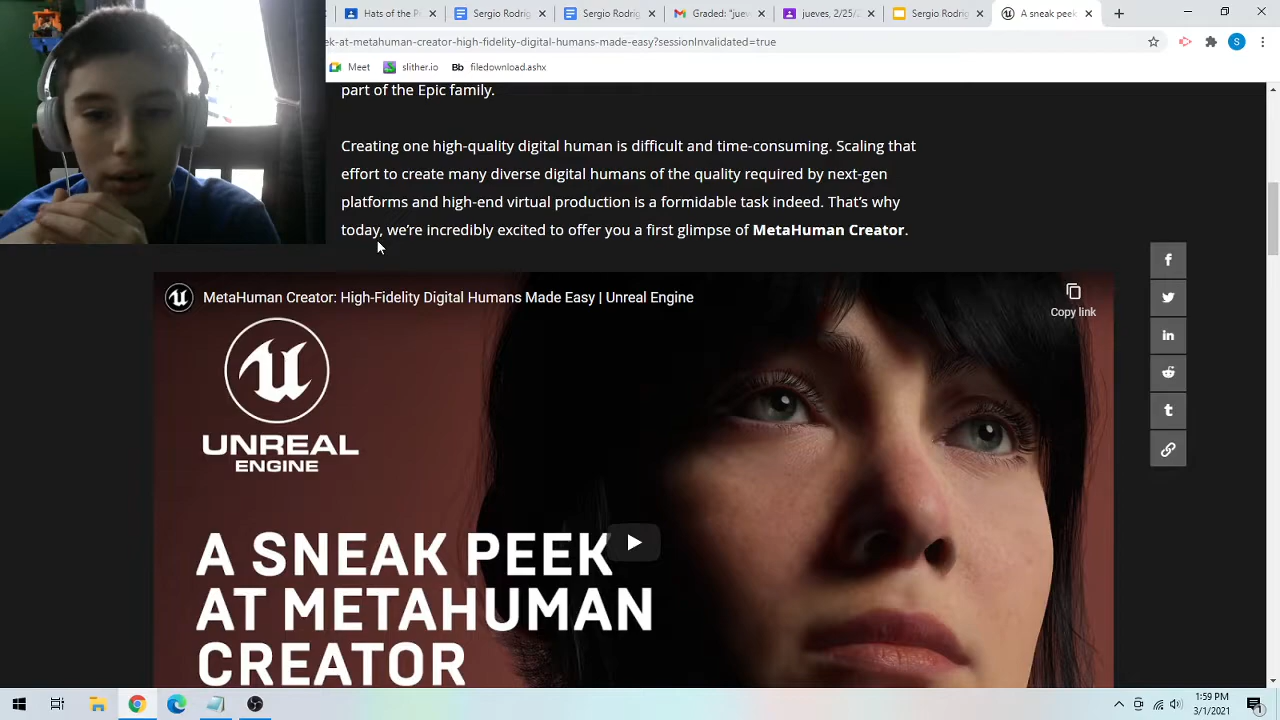 Hats of the P
Sergio Rodrig
Sergio Rodrig
Graded: S
jueves 2/25/
Sergio Rodrig
A sneak peek
ek-at-metahuman-creator-high-fidelity-digital-humans-made-easy?sessionInvalidated=true
S
Meet
slither.io
Bb
filedownload.ashx
part of the Epic family.
Creating one high-quality digital human is difficult and time-consuming. Scaling that
effort to create many diverse digital humans of the quality required by next-gen
platforms and high-end virtual production is a formidable task indeed. That's why
today, we're incredibly excited to offer you a first glimpse of MetaHuman Creator.
MetaHuman Creator: High-Fidelity Digital Humans Made Easy | Unreal Engine
Copy link
UNREAL
ENGINE
A SNEAK PEEK
AT METAHUMAN
CREATOR
1:59 PM
3/1/2021
1